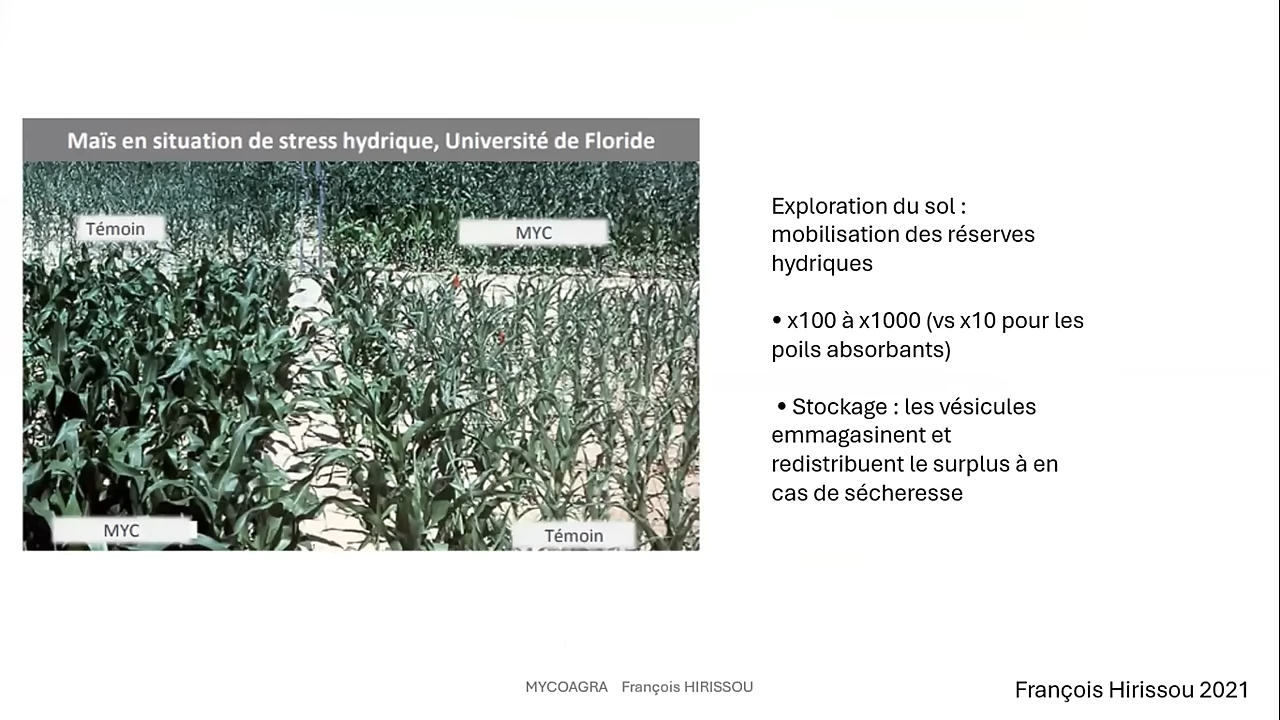 Maïs en situation de stress hydrique, Université de Floride
Témoin
MYC
MYC
Témoin
Exploration du sol :
mobilisation des réserves
hydriques
• x100 à x1000 (vs x10 pour les
poils absorbants)
• Stockage : les vésicules
emmagasinent et
redistribuent le surplus à en
cas de sécheresse
MYCOAGRA François HIRISSOU
François Hirissou 2021